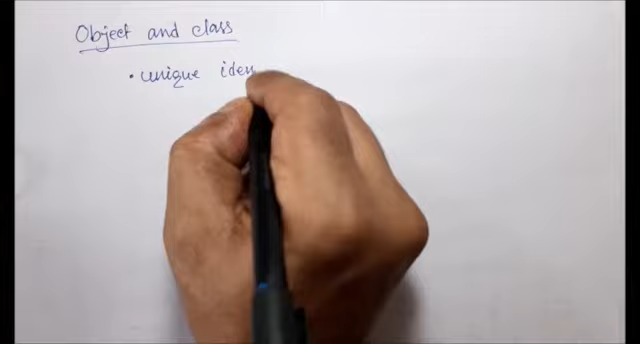 Object and class
• unique iden